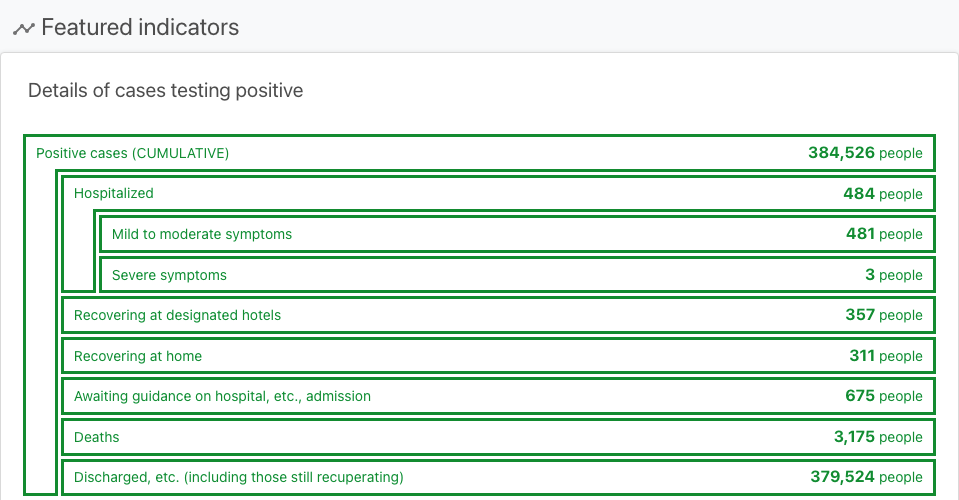 Featured indicators
Details of cases testing positive
Positive cases (CUMULATIVE) 384,526 people
Hospitalized 484 people
Mild to moderate symptoms 481 people
Severe symptoms 3 people
Recovering at designated hotels 357 people
Recovering at home 311 people
Awaiting guidance on hospital, etc., admission 675 people
Deaths 3,175 people
Discharged, etc. (including those still recuperating) 379,524 people